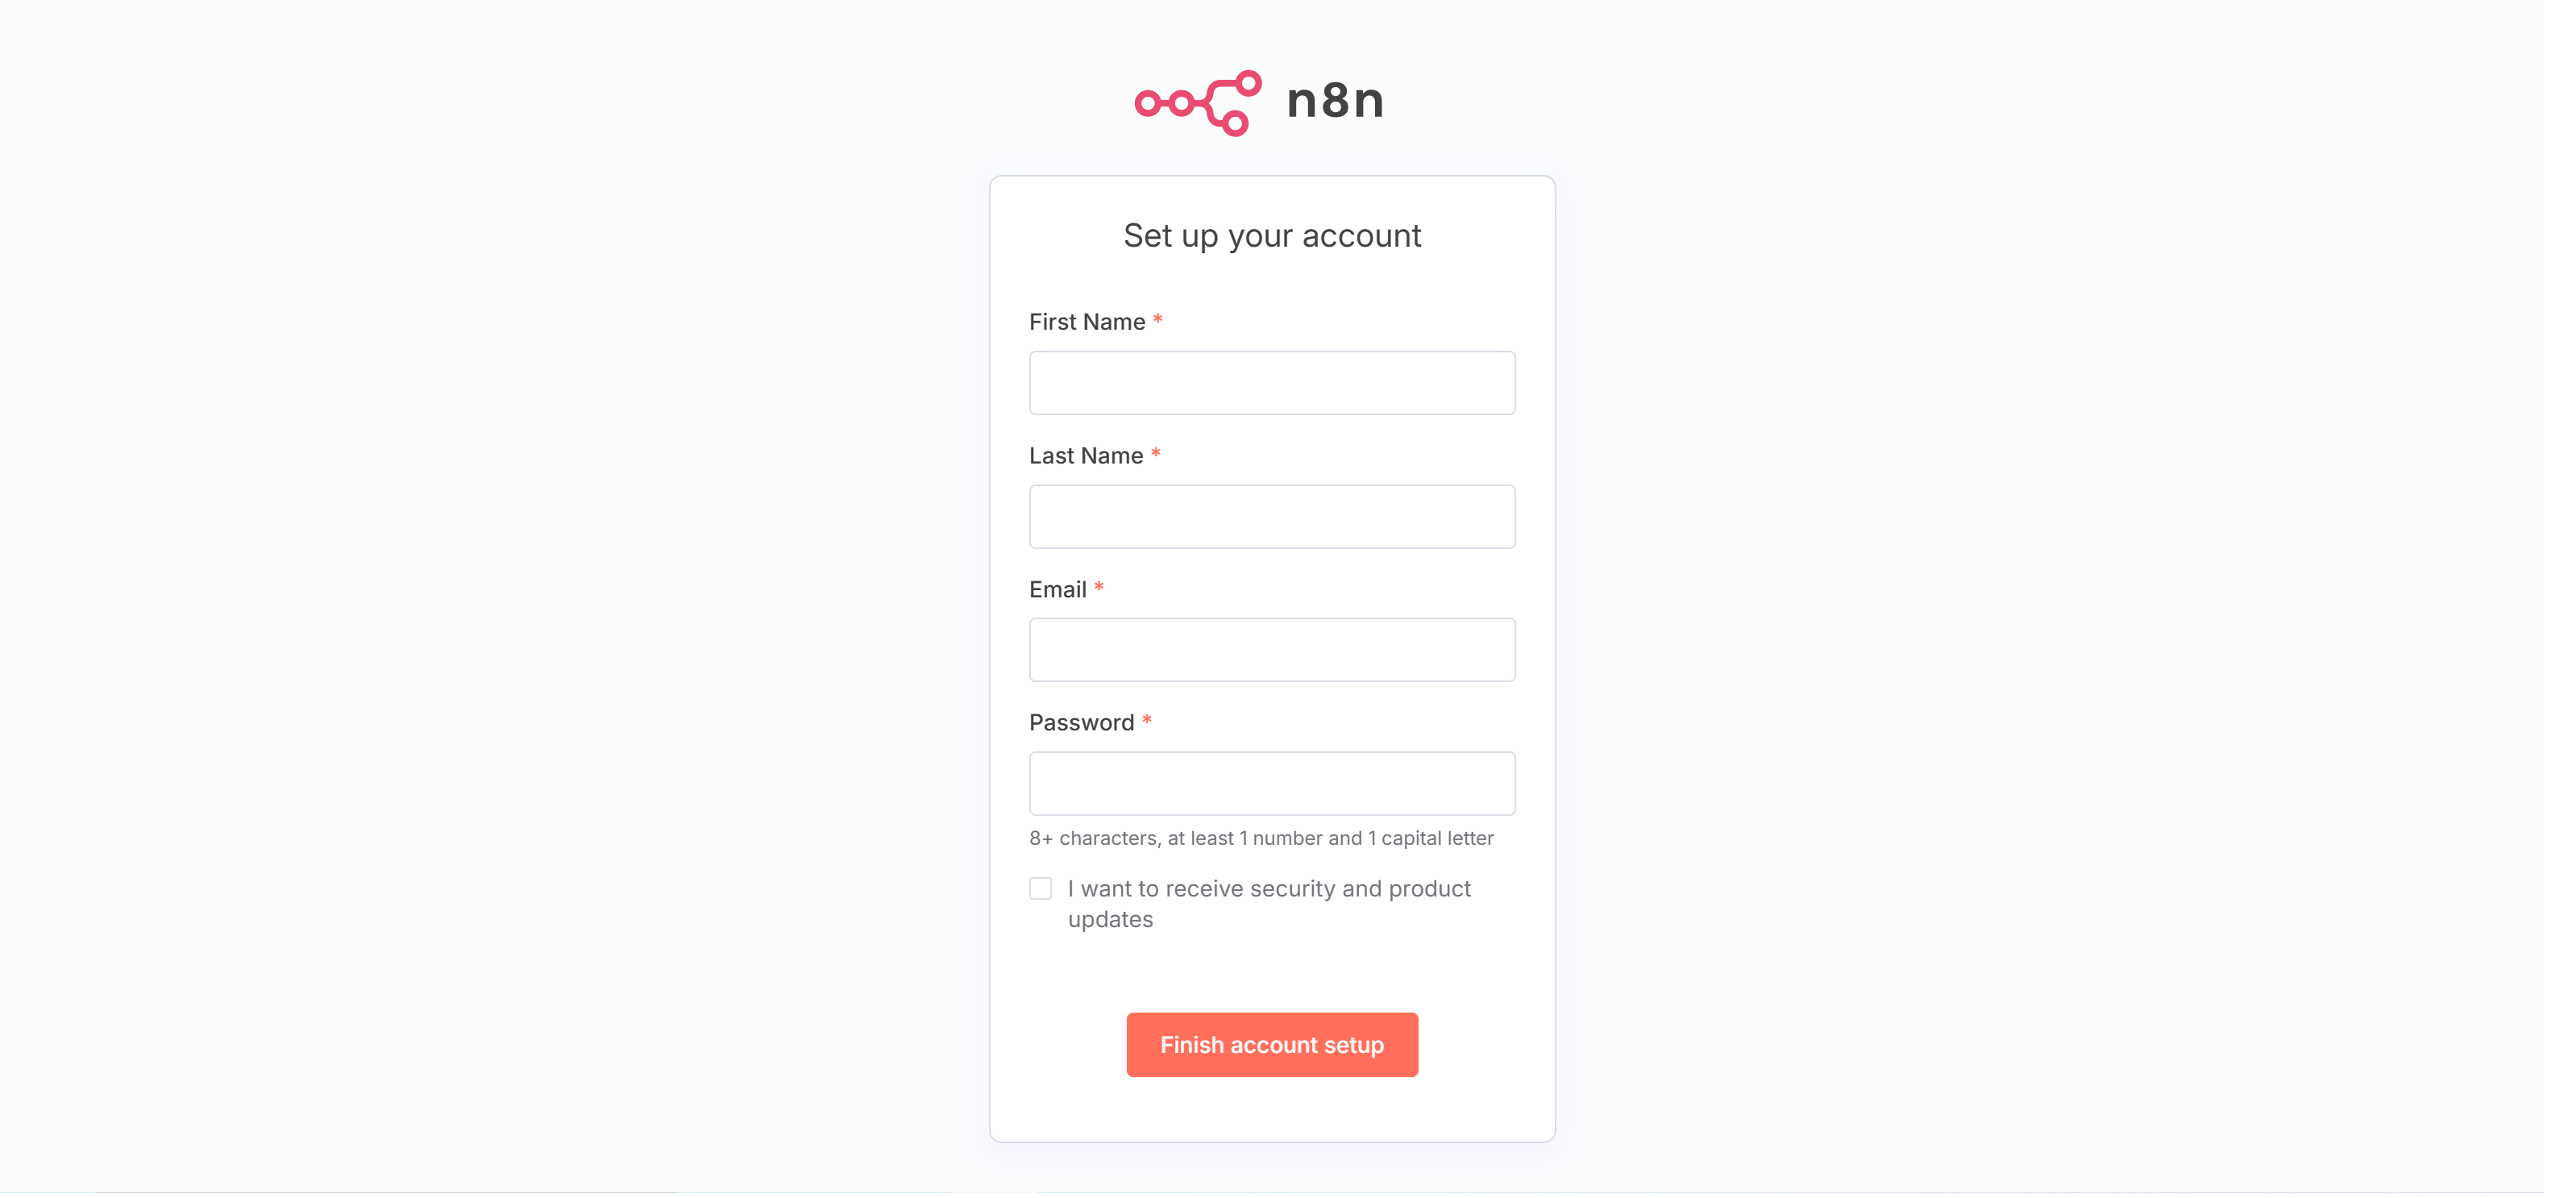 n8n
Set up your account
First Name *
Last Name *
Email *
Password *
8+ characters, at least 1 number and 1 capital letter
I want to receive security and product
updates
Finish account setup